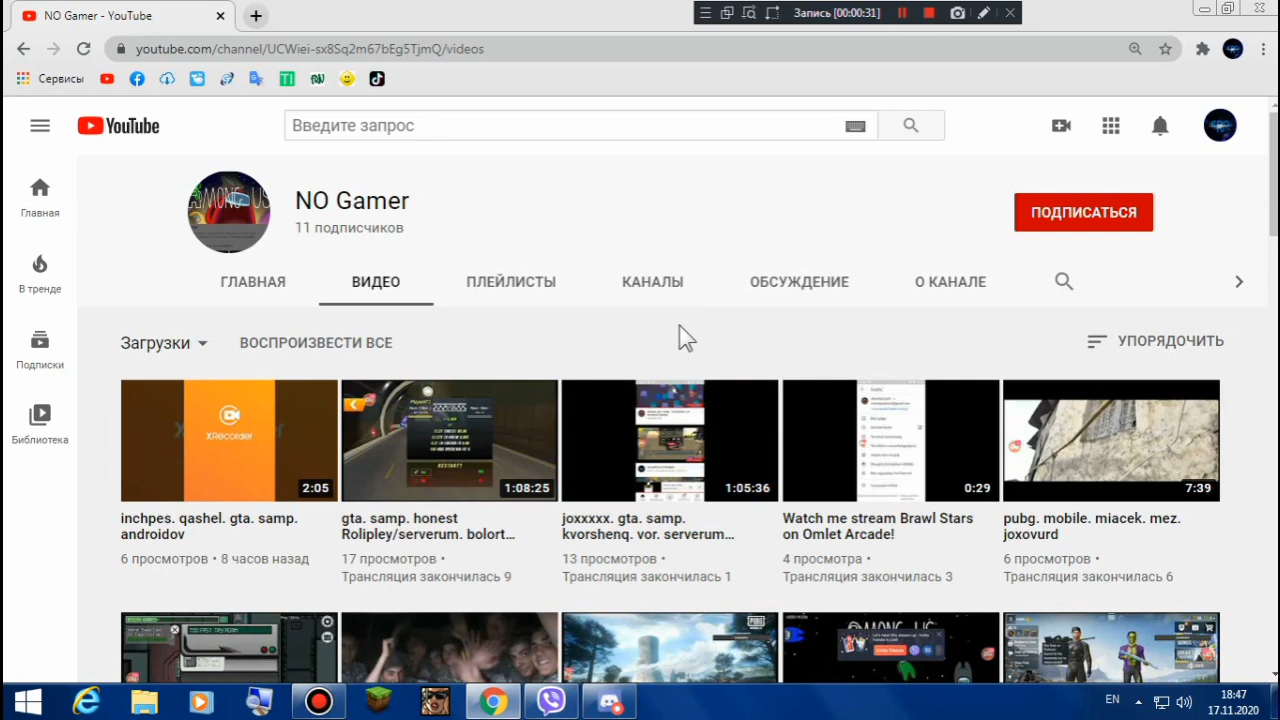 NO Gamer - YouTube
Запись [00:00:31]
youtube.com/channel/UCWiei-sx8Sq2m67bEg5TjmQ/videos
Сервисы
YouTube
Введите запрос
Главная
В тренде
Подписки
Библиотека
AMONG US
NO Gamer
11 подписчиков
ПОДПИСАТЬСЯ
ГЛАВНАЯ
ВИДЕО
ПЛЕЙЛИСТЫ
КАНАЛЫ
ОБСУЖДЕНИЕ
О КАНАЛЕ
Загрузки
ВОСПРОИЗВЕСТИ ВСЕ
УПОРЯДОЧИТЬ
XRecorder
2:05
inchpes. qashel. gta. samp.
androidov
6 просмотров • 8 часов назад
RESTART?
1:08:25
gta. samp. honest
Rolipley/serverum. bolort...
17 просмотров •
Трансляция закончилась 9
1:05:36
joxxxxx. gta. samp.
kvorshenq. vor. serverum...
13 просмотров •
Трансляция закончилась 1
0:29
Watch me stream Brawl Stars
on Omlet Arcade!
4 просмотра •
Трансляция закончилась 3
7:39
pubg. mobile. miacek. mez.
joxovurd
6 просмотров •
Трансляция закончилась 6
EN
18:47
17.11.2020